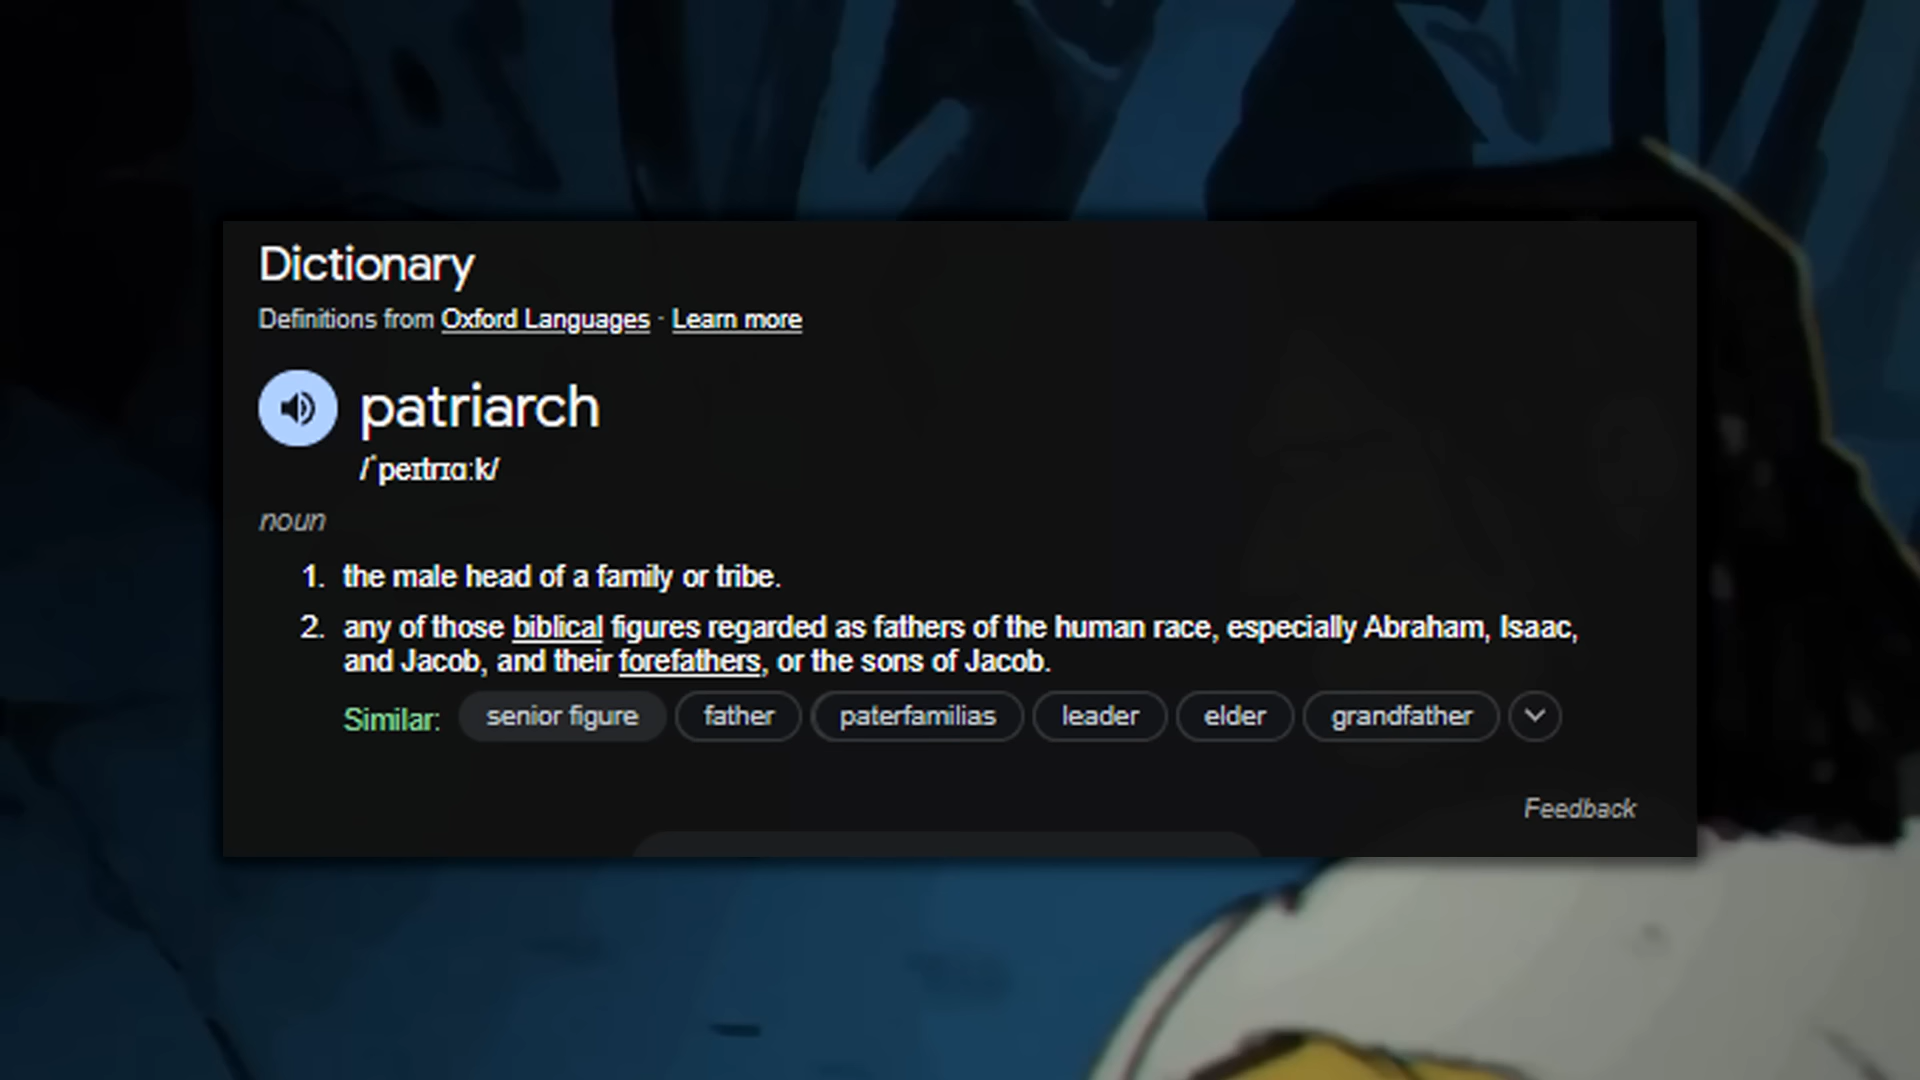 Dictionary
Definitions from Oxford Languages · Learn more
patriarch
/ˈpeɪtrɪɑːk/
noun
1. the male head of a family or tribe.
2. any of those biblical figures regarded as fathers of the human race, especially Abraham, Isaac,
and Jacob, and their forefathers, or the sons of Jacob.
Similar: senior figure father paterfamilias leader elder grandfather
Feedback